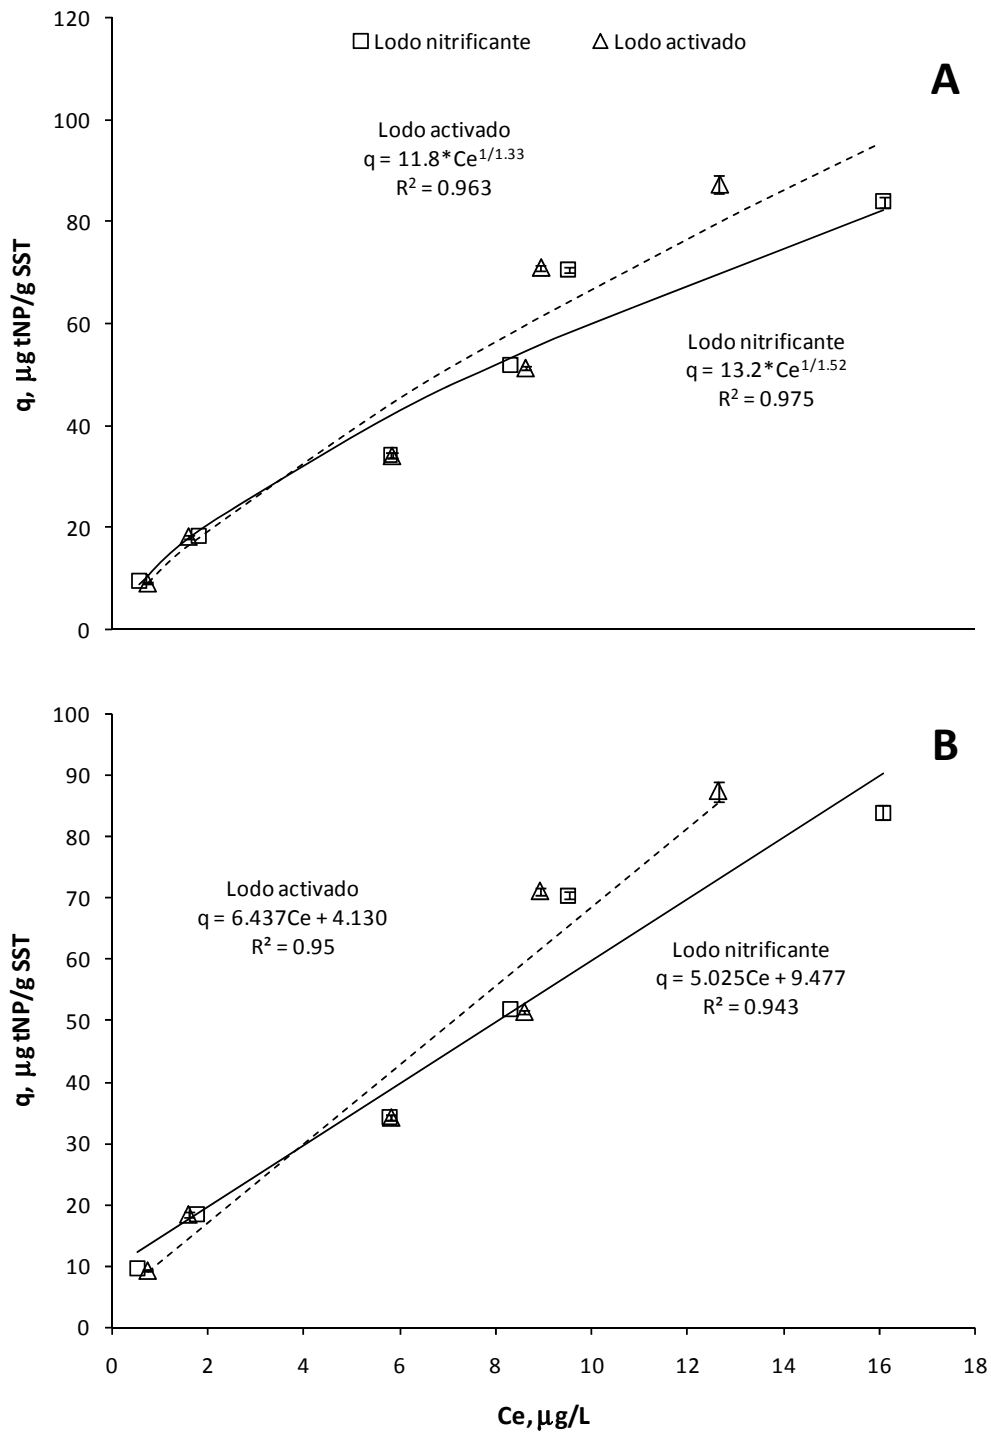 120
□ Lodo nitrificante △ Lodo activado
A
100
Lodo activado
q = 11.8*Ce^1/1.33
R² = 0.963
80
q, μg tNP/g SST
60
Lodo nitrificante
q = 13.2*Ce^1/1.52
R² = 0.975
40
20
0
100
B
90
80
70
Lodo activado
q = 6.437Ce + 4.130
R² = 0.95
60
Lodo nitrificante
q = 5.025Ce + 9.477
R² = 0.943
q, μg tNP/g SST
50
40
30
20
10
0
0 2 4 6 8 10 12 14 16 18
Ce, μg/L